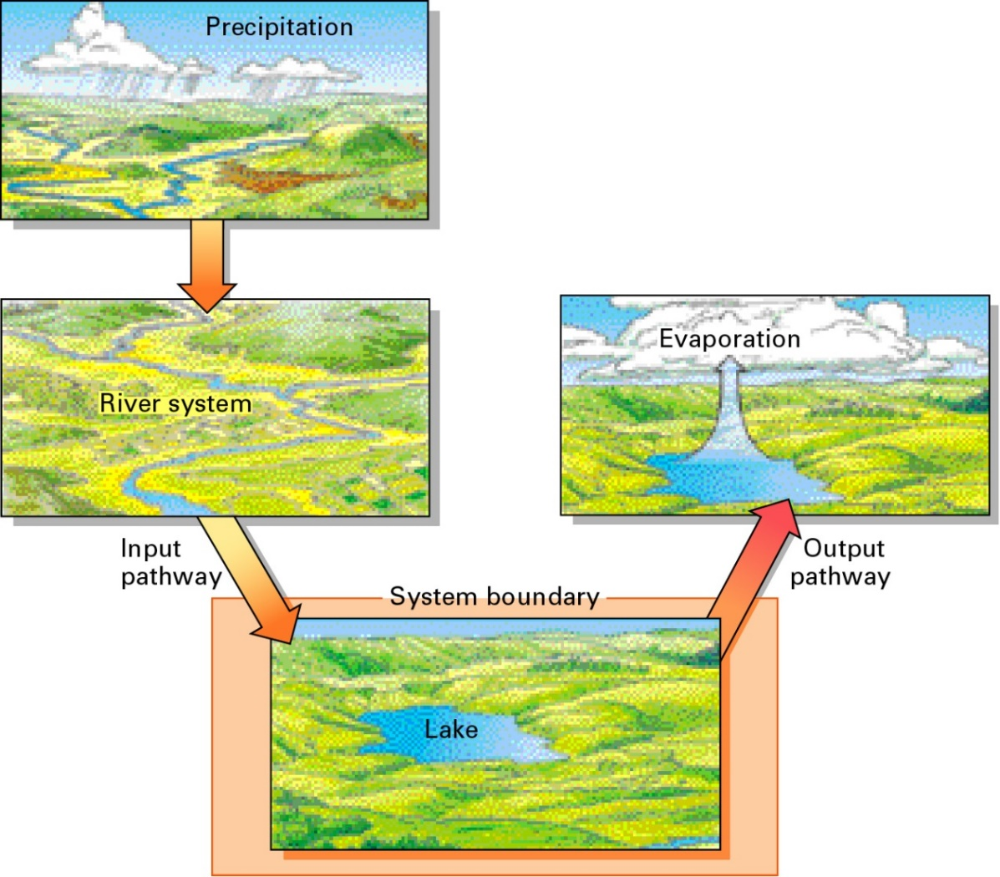 Precipitation
River system
Evaporation
Input
pathway
Output
pathway
System boundary
Lake